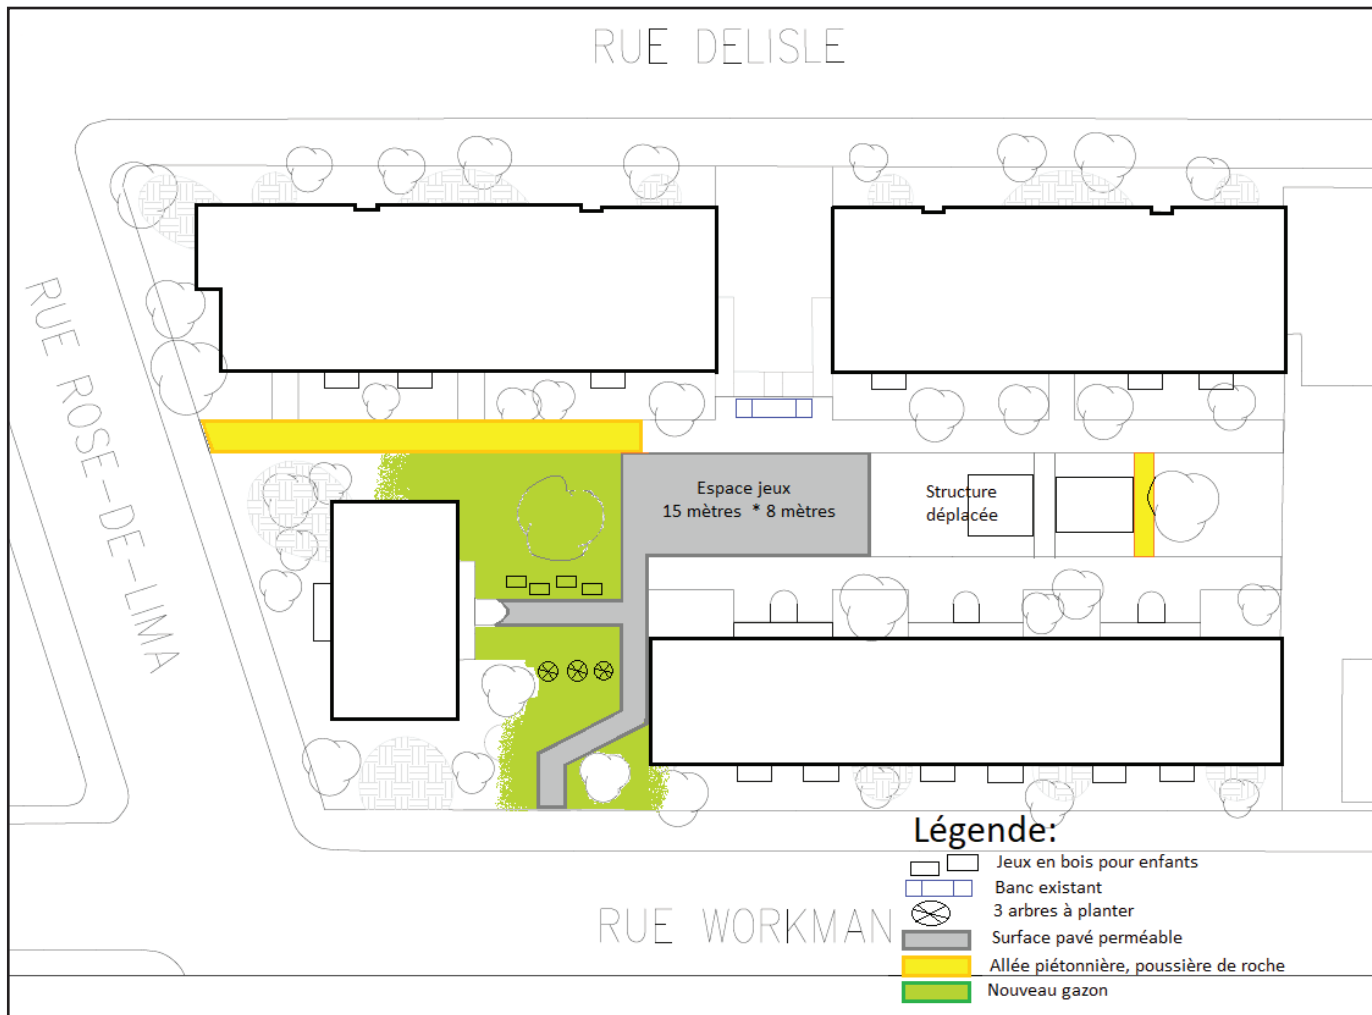 RUE DELISLE
RUE ROSE-DE-LIMA
Espace jeux
15 mètres * 8 mètres
Structure
déplacée
RUE WORKMAN
Légende:
Jeux en bois pour enfants
Banc existant
3 arbres à planter
Surface pavé perméable
Allée piétonnière, poussière de roche
Nouveau gazon